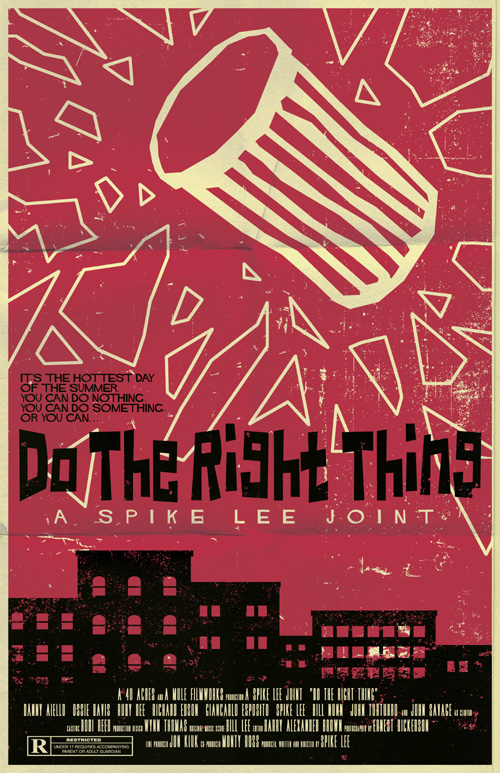 IT'S THE HOTTEST DAY
OF THE SUMMER.
YOU CAN DO NOTHING,
YOU CAN DO SOMETHING,
OR YOU CAN...
Do The Right Thing
A SPIKE LEE JOINT
A 40 ACRES AND A MULE FILMWORKS PRODUCTION A SPIKE LEE JOINT "DO THE RIGHT THING"
DANNY AIELLO OSSIE DAVIS RUBY DEE RICHARD EDSON GIANCARLO ESPOSITO SPIKE LEE BILL NUNN JOHN TURTURRO AND JOHN SAVAGE AS CLIFTON
CASTING ROBI REED PRODUCTION DESIGN WYNN THOMAS ORIGINAL MUSIC SCORE BILL LEE EDITOR BARRY ALEXANDER BROWN PHOTOGRAPHY BY ERNEST DICKERSON
LINE PRODUCER JON KILIK CO-PRODUCER MONTY ROSS PRODUCED, WRITTEN AND DIRECTED BY SPIKE LEE
R RESTRICTED
UNDER 17 REQUIRES ACCOMPANYING
PARENT OR ADULT GUARDIAN